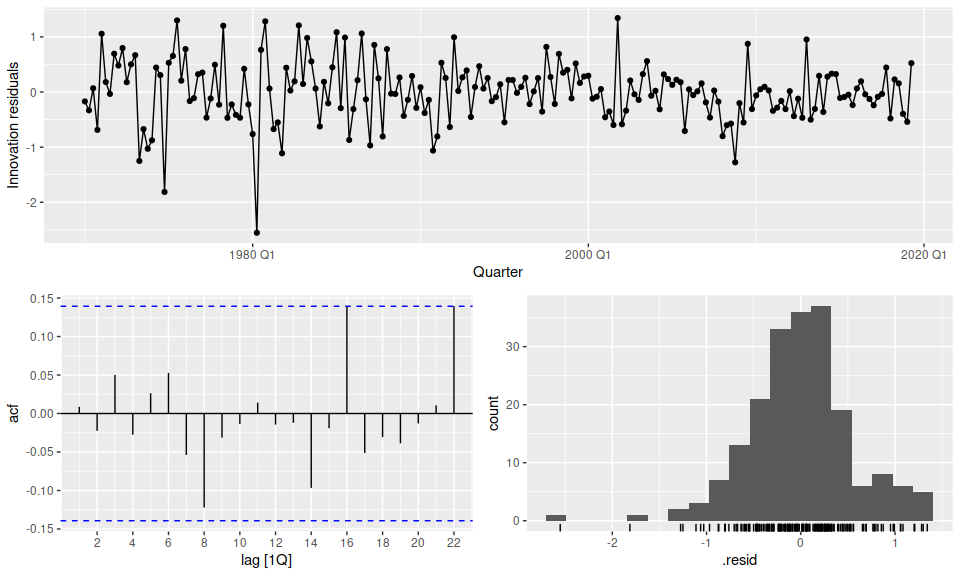 Innovation residuals
1
0
-1
-2
1980 Q1
2000 Q1
2020 Q1
Quarter
acf
0.15
0.10
0.05
0.00
-0.05
-0.10
-0.15
2 4 6 8 10 12 14 16 18 20 22
lag [1Q]
count
30
20
10
0
-2 -1 0 1
.resid